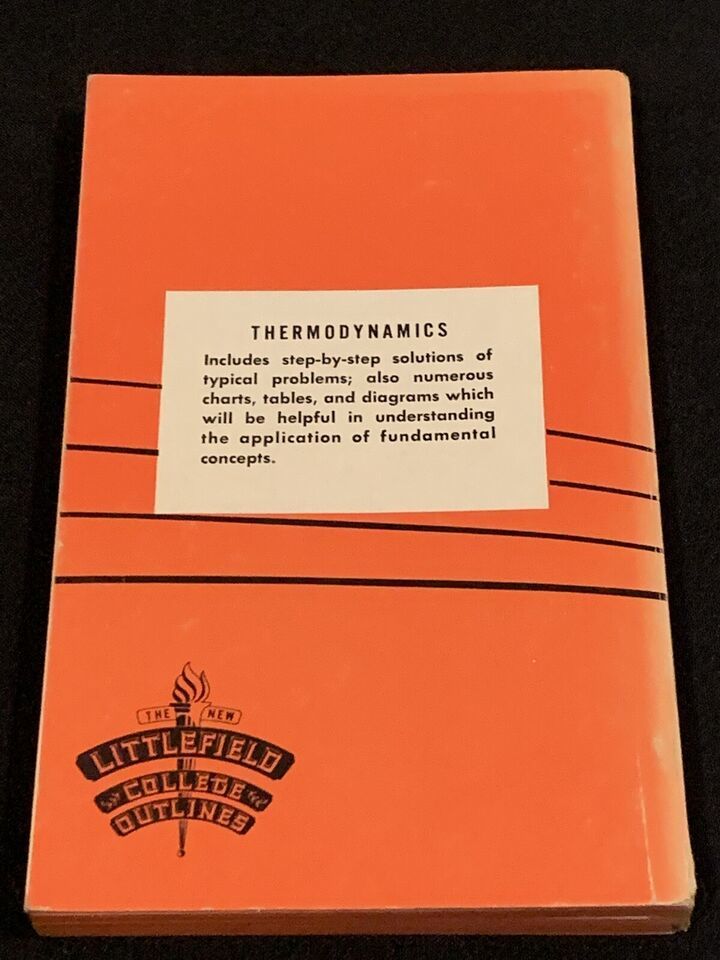 THERMODYNAMICS
Includes step-by-step solutions of
typical problems; also numerous
charts, tables, and diagrams which
will be helpful in understanding
the application of fundamental
concepts.
THE NEW
LITTLEFIELD
COLLEGE
OUTLINES